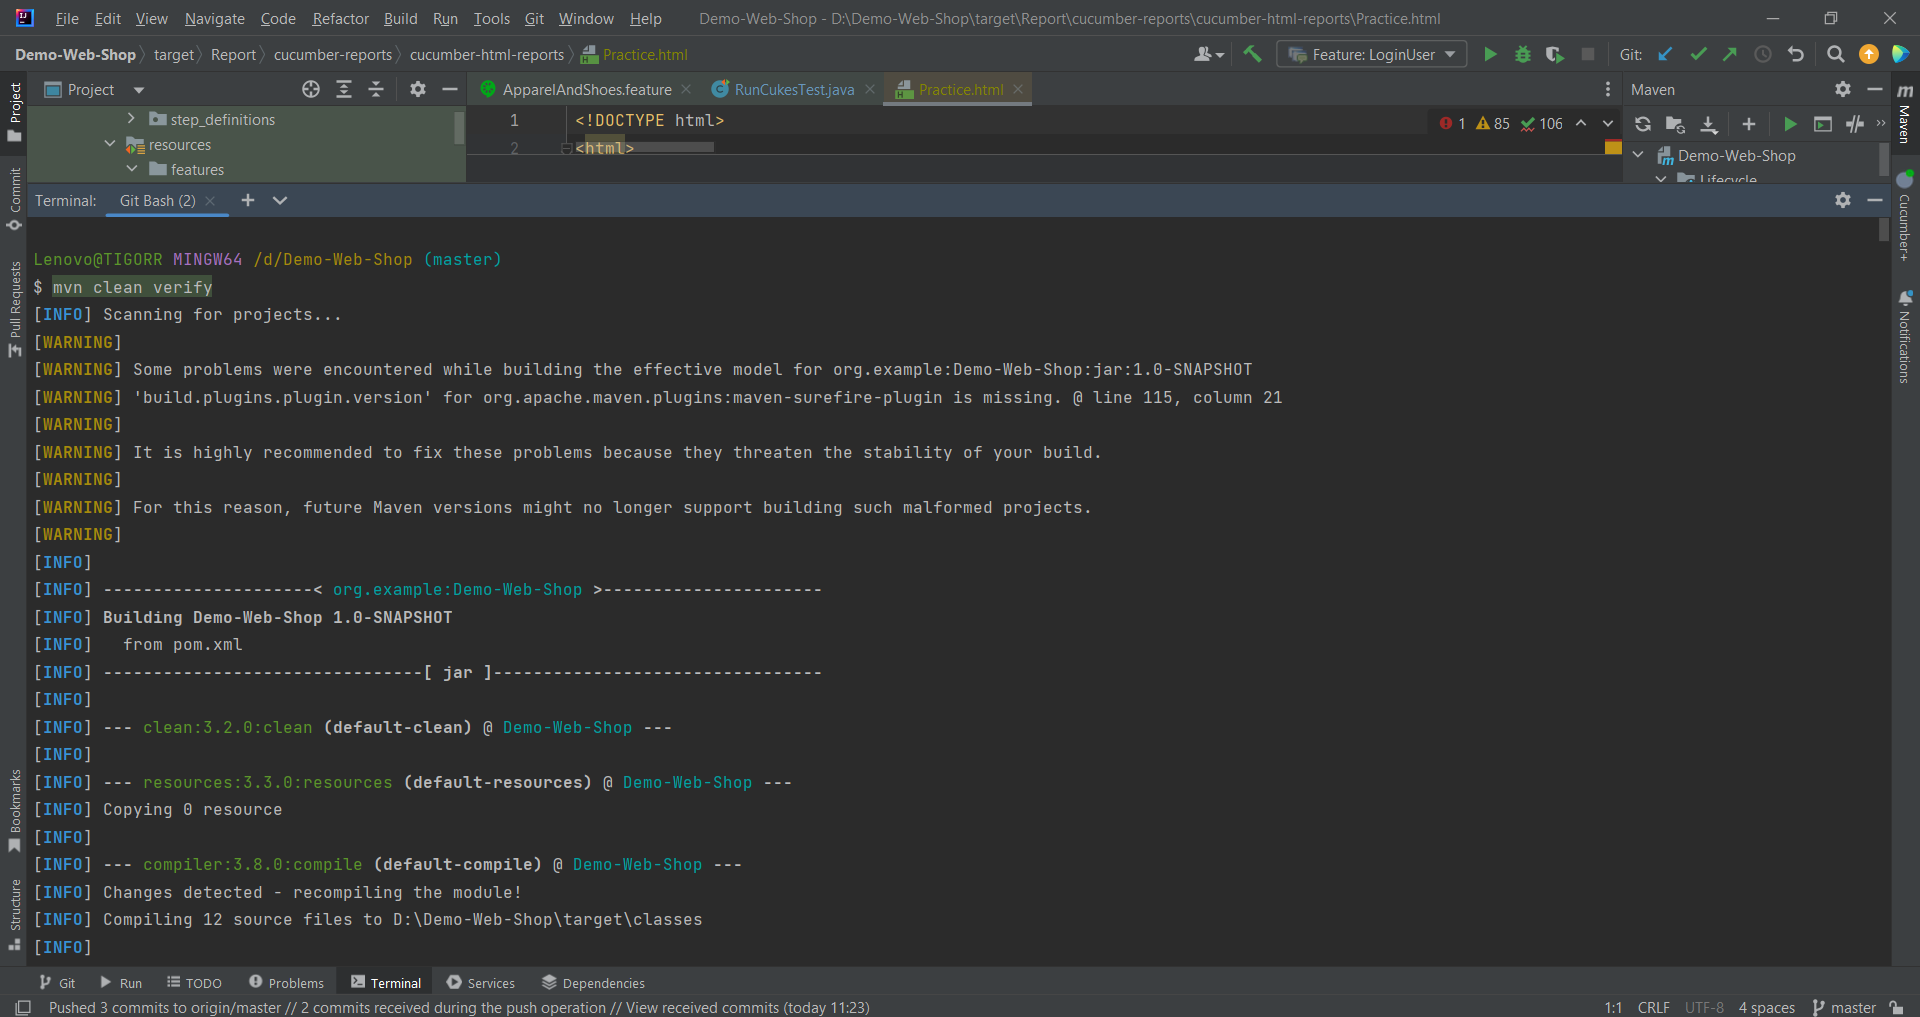 File Edit View Navigate Code Refactor Build Run Tools Git Window Help Demo-Web-Shop - D:\Demo-Web-Shop\target\Report\cucumber-reports\cucumber-html-reports\Practice.html
Demo-Web-Shop target Report cucumber-reports cucumber-html-reports Practice.html Feature: LoginUser Git:
Project ApparelAndShoes.feature RunCukesTest.java Practice.html Maven
step_definitions
resources
features
1 <!DOCTYPE html>
2 <html>
1 85 106
Demo-Web-Shop
Lifecycle
Terminal: Git Bash (2)
Lenovo@TIGORR MINGW64 /d/Demo-Web-Shop (master)
$ mvn clean verify
[INFO] Scanning for projects...
[WARNING]
[WARNING] Some problems were encountered while building the effective model for org.example:Demo-Web-Shop:jar:1.0-SNAPSHOT
[WARNING] 'build.plugins.plugin.version' for org.apache.maven.plugins:maven-surefire-plugin is missing. @ line 115, column 21
[WARNING]
[WARNING] It is highly recommended to fix these problems because they threaten the stability of your build.
[WARNING]
[WARNING] For this reason, future Maven versions might no longer support building such malformed projects.
[WARNING]
[INFO]
[INFO] ---------------------< org.example:Demo-Web-Shop >----------------------
[INFO] Building Demo-Web-Shop 1.0-SNAPSHOT
[INFO]   from pom.xml
[INFO] --------------------------------[ jar ]---------------------------------
[INFO]
[INFO] --- clean:3.2.0:clean (default-clean) @ Demo-Web-Shop ---
[INFO]
[INFO] --- resources:3.3.0:resources (default-resources) @ Demo-Web-Shop ---
[INFO] Copying 0 resource
[INFO]
[INFO] --- compiler:3.8.0:compile (default-compile) @ Demo-Web-Shop ---
[INFO] Changes detected - recompiling the module!
[INFO] Compiling 12 source files to D:\Demo-Web-Shop\target\classes
[INFO]
Project
Commit
Pull Requests
Bookmarks
Structure
Maven
Cucumber+
Notifications
Git Run TODO Problems Terminal Services Dependencies
Pushed 3 commits to origin/master // 2 commits received during the push operation // View received commits (today 11:23) 1:1 CRLF UTF-8 4 spaces master